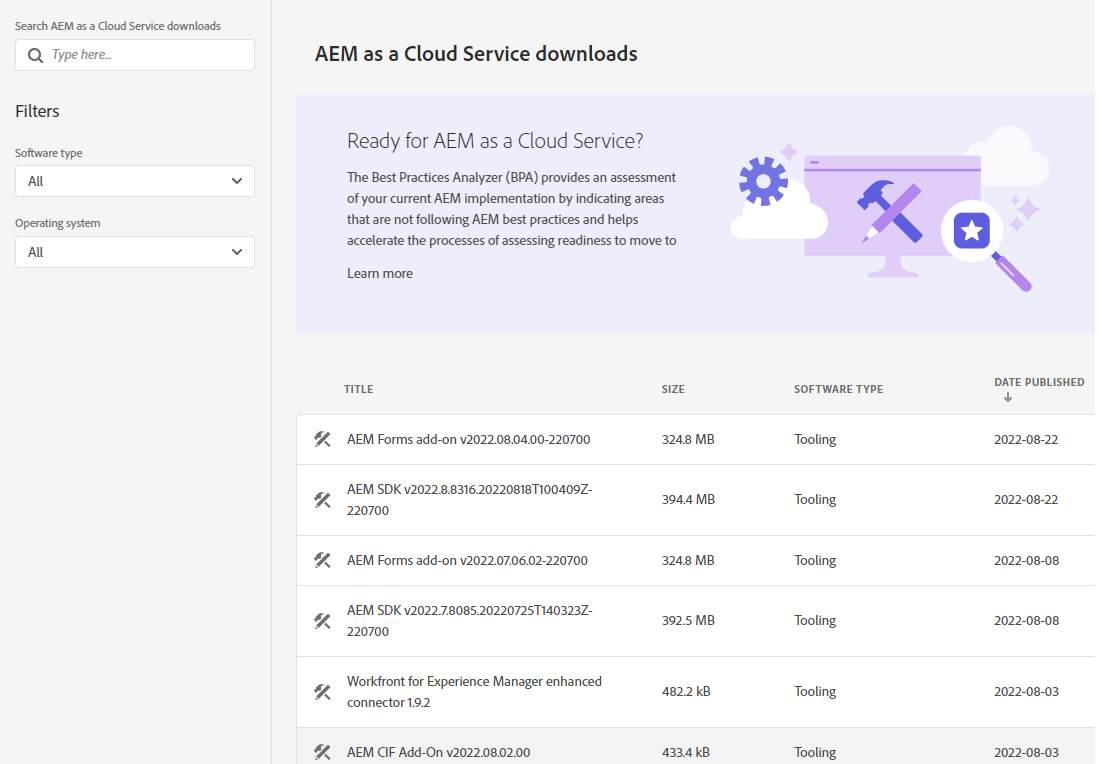 Search AEM as a Cloud Service downloads
Type here...
Filters
Software type
All
Operating system
All
AEM as a Cloud Service downloads
Ready for AEM as a Cloud Service?
The Best Practices Analyzer (BPA) provides an assessment
of your current AEM implementation by indicating areas
that are not following AEM best practices and helps
accelerate the processes of assessing readiness to move to
Learn more
TITLE SIZE SOFTWARE TYPE DATE PUBLISHED
AEM Forms add-on v2022.08.04.00-220700 324.8 MB Tooling 2022-08-22
AEM SDK v2022.8.8316.20220818T100409Z-
220700 394.4 MB Tooling 2022-08-22
AEM Forms add-on v2022.07.06.02-220700 324.8 MB Tooling 2022-08-08
AEM SDK v2022.7.8085.20220725T140323Z-
220700 392.5 MB Tooling 2022-08-08
Workfront for Experience Manager enhanced
connector 1.9.2 482.2 kB Tooling 2022-08-03
AEM CIF Add-On v2022.08.02.00 433.4 kB Tooling 2022-08-03